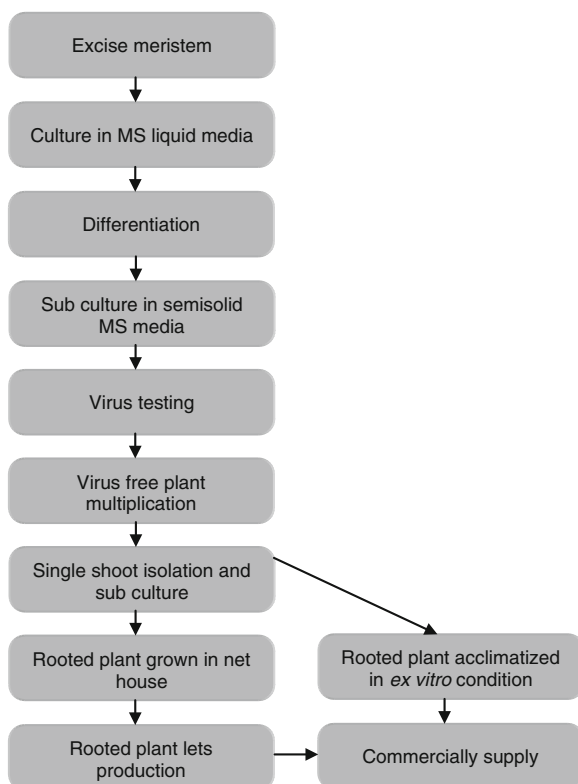 Excise meristem
Culture in MS liquid media
Differentiation
Sub culture in semisolid
MS media
Virus testing
Virus free plant
multiplication
Single shoot isolation and
sub culture
Rooted plant grown in net
house
Rooted plant acclimatized
in ex vitro condition
Rooted plant lets
production
Commercially supply